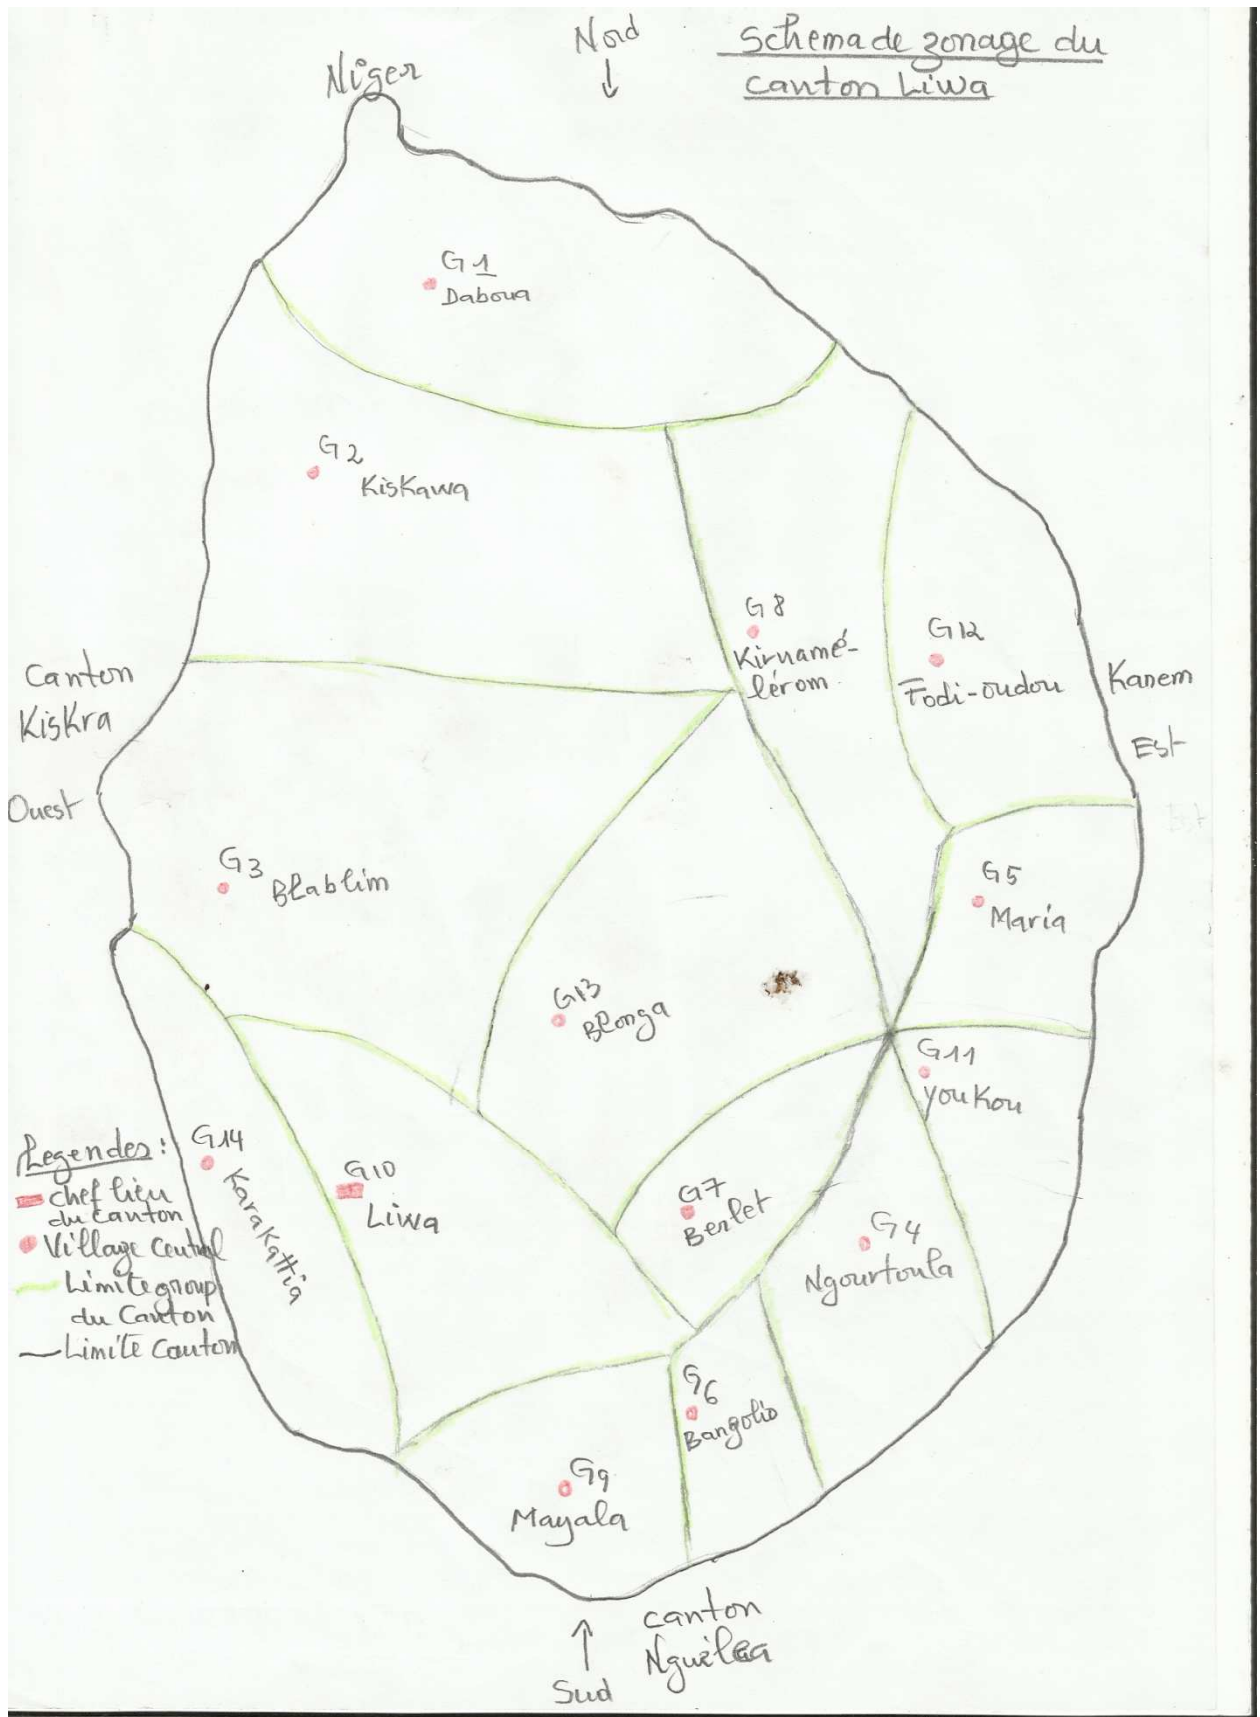 Nord
Schema de zonage du
canton Liwa
Niger
G1
Daboua
G2
Kiskawa
G8
Kirnamé-
lérom
G12
Fodi-oudou
Canton
Kiskra
Kanem
Est
Ouest
Est
G3
Blablim
G5
Maria
G13
Blonga
G11
Youkou
G14
Karakattia
G10
Liwa
G7
Berlet
G4
Ngourtoula
Legendes :
chef lieu
du canton
Village Central
Limite group
du Canton
Limite Canton
G6
Bangolio
G9
Mayala
canton
Sud